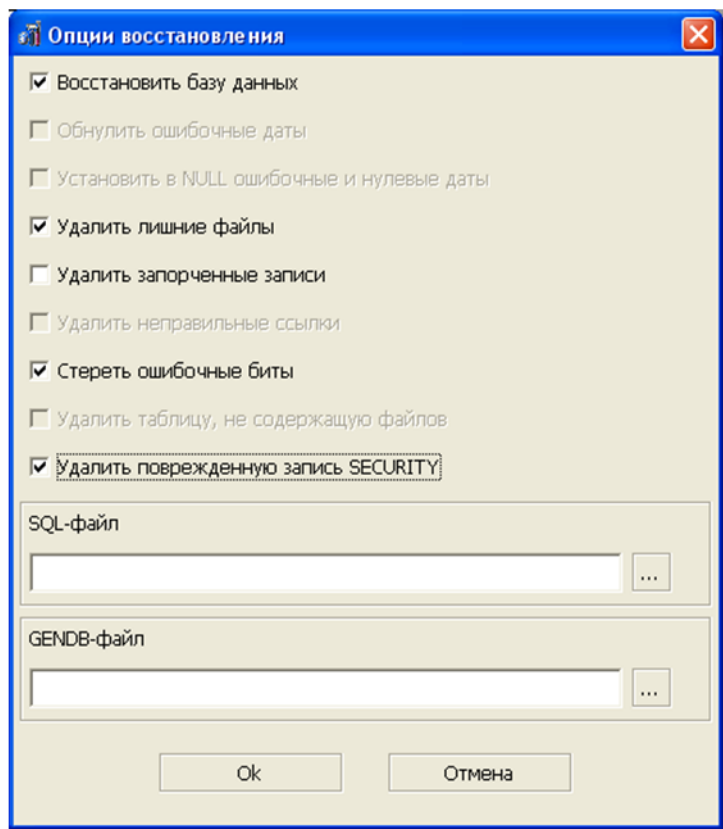 Опции восстановления
Восстановить базу данных
Обнулить ошибочные даты
Установить в NULL ошибочные и нулевые даты
Удалить лишние файлы
Удалить запорченные записи
Удалить неправильные ссылки
Стереть ошибочные биты
Удалить таблицу, не содержащую файлов
Удалить поврежденную запись SECURITY
SQL-файл
...
GENDB-файл
...
Ok Отмена